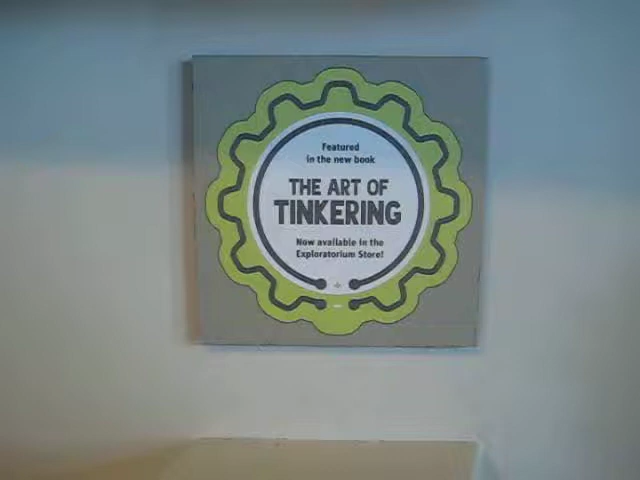 Featured
in the new book
THE ART OF
TINKERING
Now available in the
Exploratorium Store!